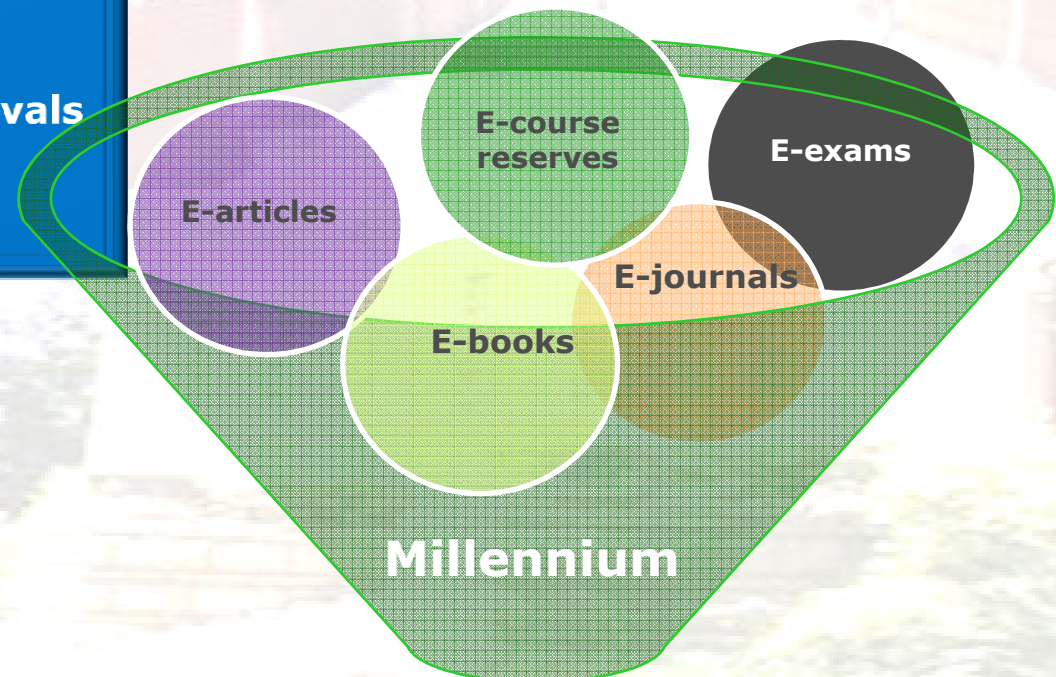 vals
E-course
reserves
E-exams
E-articles
E-journals
E-books
Millennium